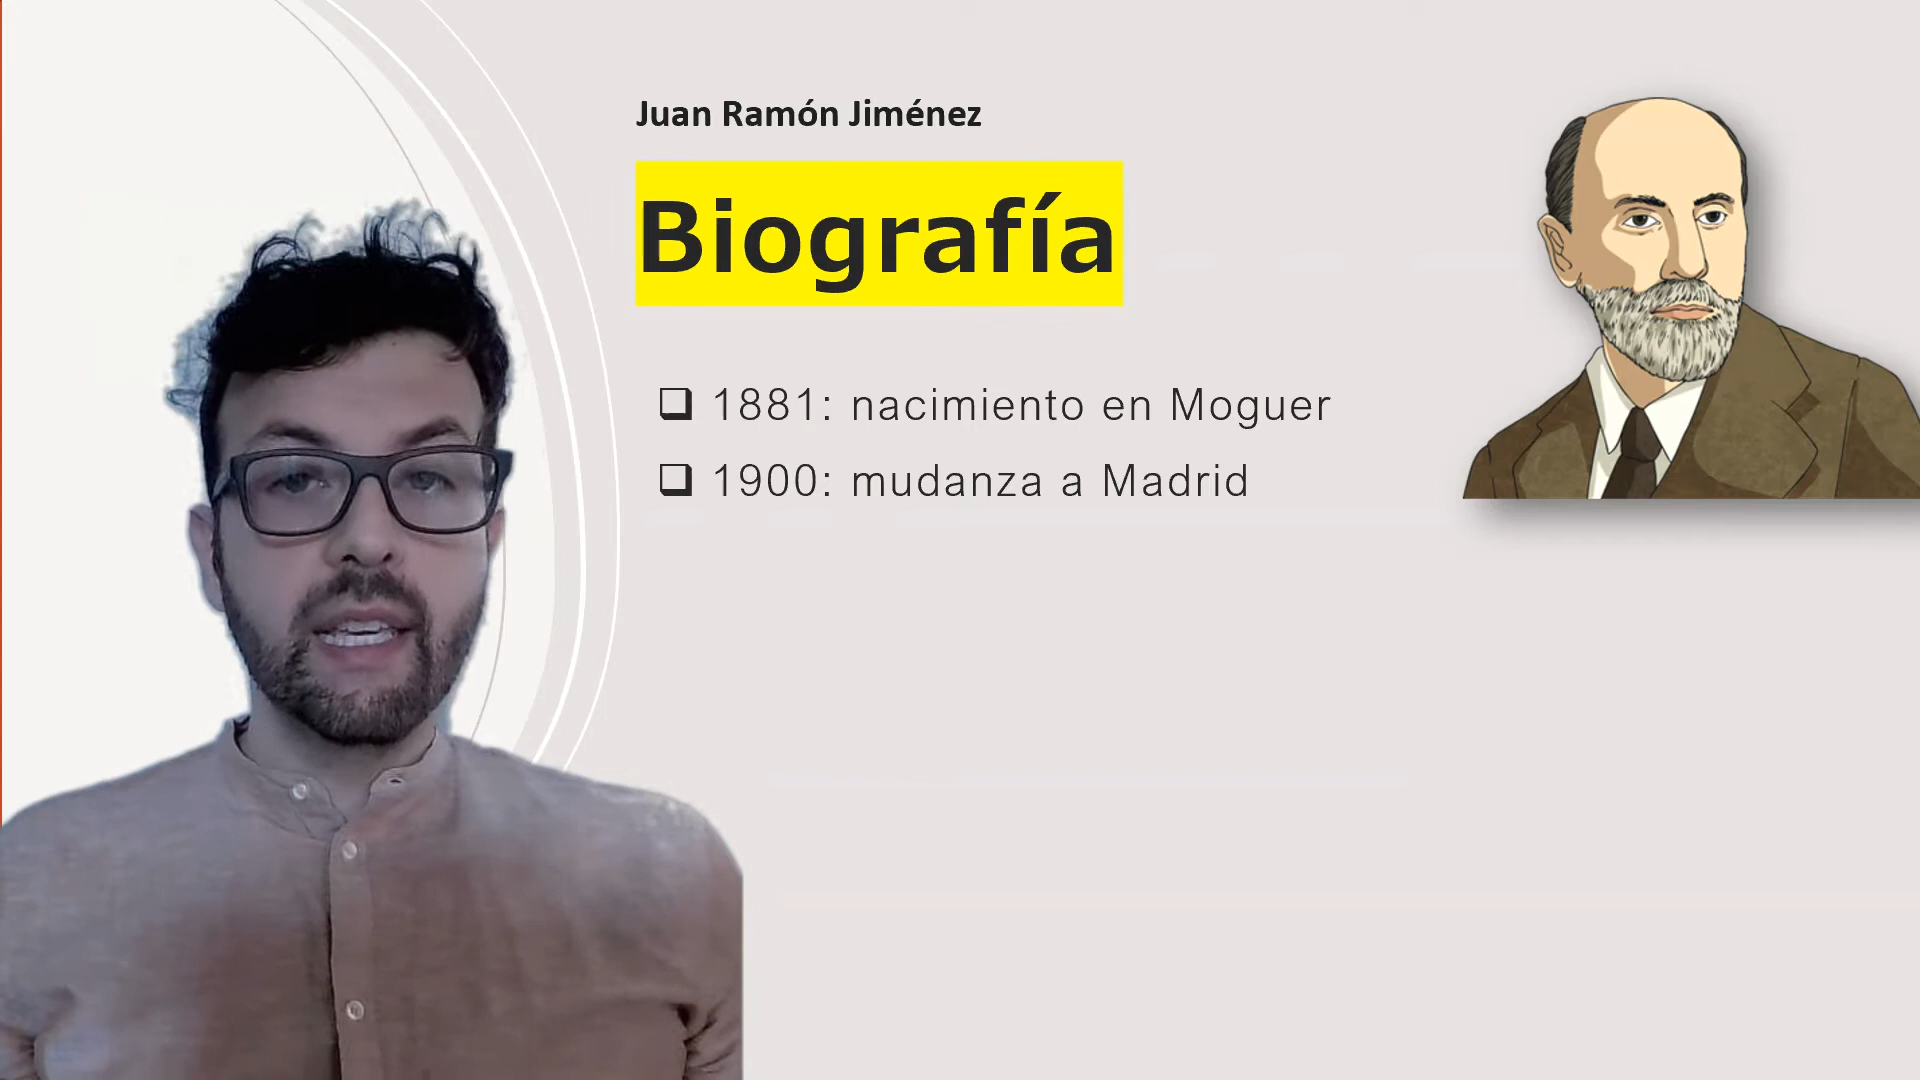 Juan Ramón Jiménez
Biografía
❑ 1881: nacimiento en Moguer
❑ 1900: mudanza a Madrid